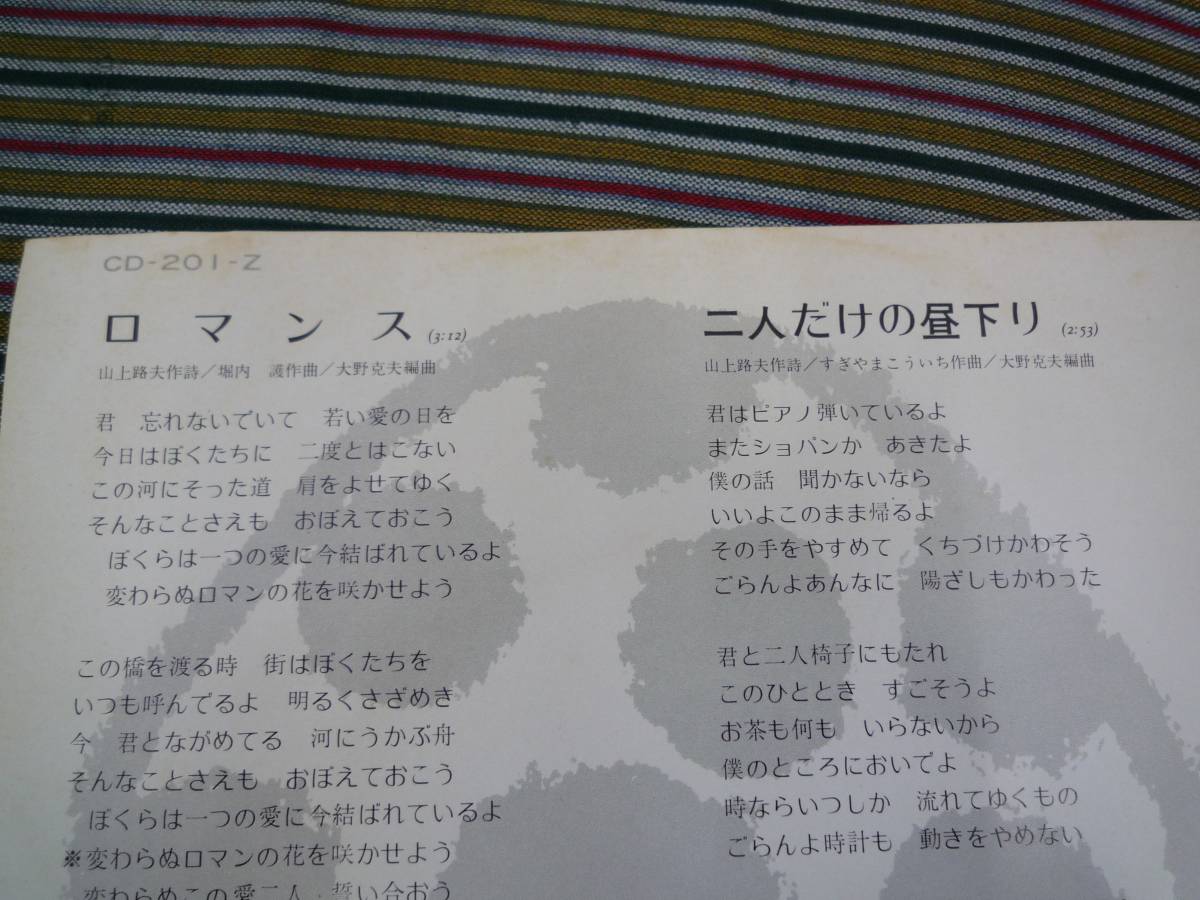 CD-201-Z
ロマンス (3:12)
山上路夫作詩／堀内　護作曲／大野克夫編曲
君　忘れないでいて　若い愛の日を
今日はぼくたちに　二度とはこない
この河にそった道　肩をよせてゆく
そんなことさえも　おぼえておこう
ぼくらは一つの愛に今結ばれているよ
変わらぬロマンの花を咲かせよう
この橋を渡る時　街はぼくたちを
いつも呼んでるよ　明るくさざめき
今　君とながめてる　河にうかぶ舟
そんなことさえも　おぼえておこう
ぼくらは一つの愛に今結ばれているよ
※変わらぬロマンの花を咲かせよう
変わらぬこの愛二人・誓い合おう
二人だけの昼下り (2:53)
山上路夫作詩／すぎやまこういち作曲／大野克夫編曲
君はピアノ弾いているよ
またショパンか　あきたよ
僕の話　聞かないなら
いいよこのまま帰るよ
その手をやすめて　くちづけかわそう
ごらんよあんなに　陽ざしもかわった
君と二人椅子にもたれ
このひととき　すごそうよ
お茶も何も　いらないから
僕のところにおいでよ
時ならいつしか　流れてゆくもの
ごらんよ時計も　動きをやめない